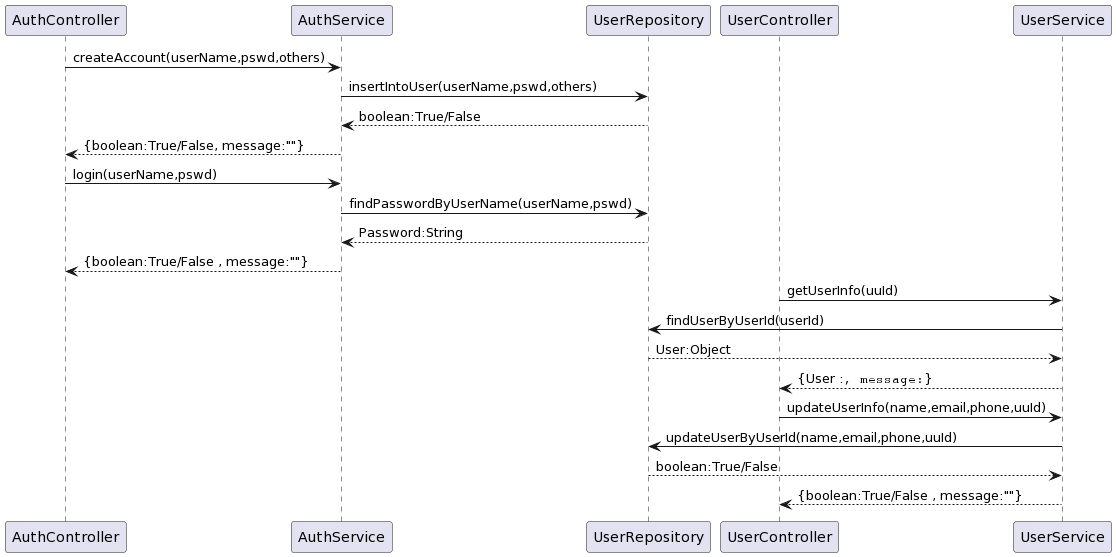 AuthController AuthService UserRepository UserController UserService
createAccount(userName,pswd,others)
insertIntoUser(userName,pswd,others)
boolean:True/False
{boolean:True/False, message:""}
login(userName,pswd)
findPasswordByUserName(userName,pswd)
Password:String
{boolean:True/False , message:""}
getUserInfo(uuId)
findUserByUserId(userId)
User:Object
{User :, message:}
updateUserInfo(name,email,phone,uuId)
updateUserByUserId(name,email,phone,uuId)
boolean:True/False
{boolean:True/False , message:""}
AuthController AuthService UserRepository UserController UserService